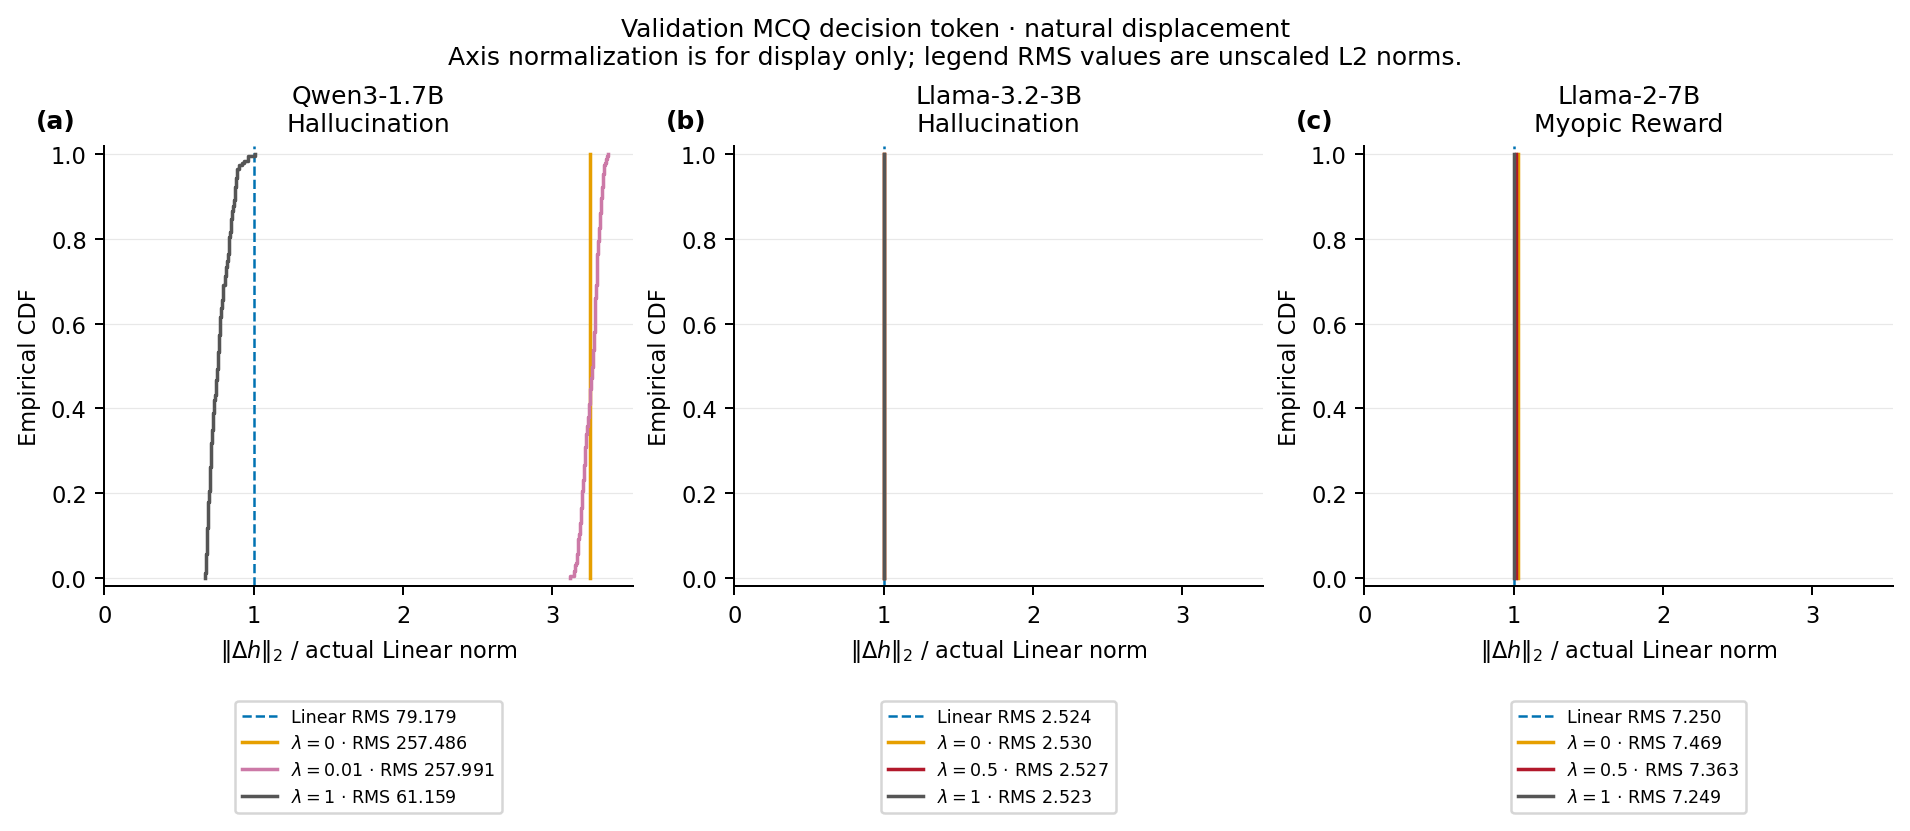 Validation MCQ decision token · natural displacement
Axis normalization is for display only; legend RMS values are unscaled L2 norms.
(a)
Qwen3-1.7B
Hallucination
Empirical CDF
1.0
0.8
0.6
0.4
0.2
0.0
0 1 2 3
‖Δh‖₂ / actual Linear norm
Linear RMS 79.179
λ = 0 · RMS 257.486
λ = 0.01 · RMS 257.991
λ = 1 · RMS 61.159
(b)
Llama-3.2-3B
Hallucination
Empirical CDF
1.0
0.8
0.6
0.4
0.2
0.0
0 1 2 3
‖Δh‖₂ / actual Linear norm
Linear RMS 2.524
λ = 0 · RMS 2.530
λ = 0.5 · RMS 2.527
λ = 1 · RMS 2.523
(c)
Llama-2-7B
Myopic Reward
Empirical CDF
1.0
0.8
0.6
0.4
0.2
0.0
0 1 2 3
‖Δh‖₂ / actual Linear norm
Linear RMS 7.250
λ = 0 · RMS 7.469
λ = 0.5 · RMS 7.363
λ = 1 · RMS 7.249